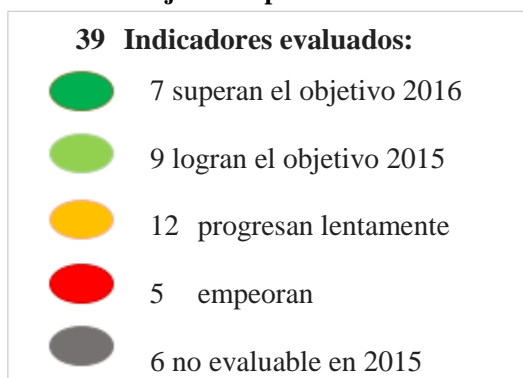 39 Indicadores evaluados:
7 superan el objetivo 2016
9 logran el objetivo 2015
12 progresan lentamente
5 empeoran
6 no evaluable en 2015